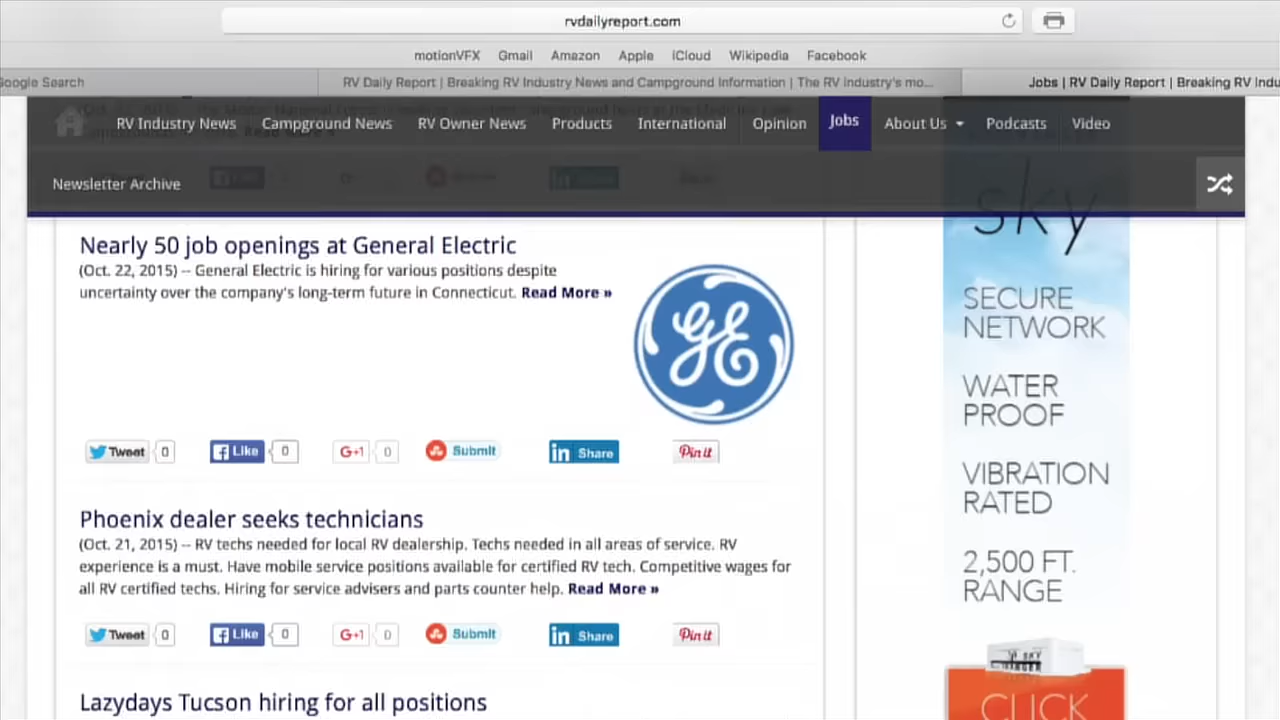 rvdailyreport.com
motionVFX Gmail Amazon Apple iCloud Wikipedia Facebook
Google Search RV Daily Report | Breaking RV Industry News and Campground Information | The RV industry's mo... Jobs | RV Daily Report | Breaking RV Indu
RV Industry News Campground News RV Owner News Products International Opinion Jobs About Us Podcasts Video
Newsletter Archive
Nearly 50 job openings at General Electric
(Oct. 22, 2015) -- General Electric is hiring for various positions despite
uncertainty over the company's long-term future in Connecticut. Read More »
GE
Tweet 0 Like 0 G+1 0 Submit in Share Pin it
Phoenix dealer seeks technicians
(Oct. 21, 2015) -- RV techs needed for local RV dealership. Techs needed in all areas of service. RV
experience is a must. Have mobile service positions available for certified RV tech. Competitive wages for
all RV certified techs. Hiring for service advisers and parts counter help. Read More »
Tweet 0 Like 0 G+1 0 Submit in Share Pin it
Lazydays Tucson hiring for all positions
sky
SECURE
NETWORK
WATER
PROOF
VIBRATION
RATED
2,500 FT.
RANGE
SKY
CLICK